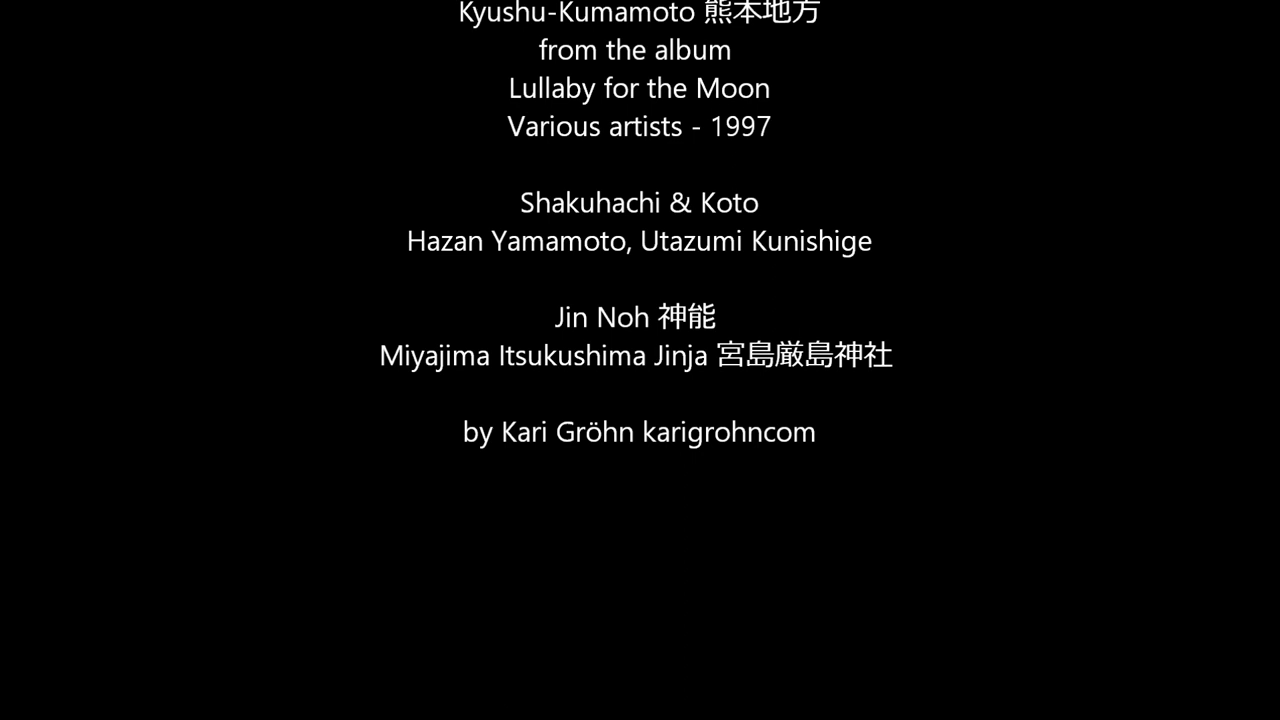 Kyushu-Kumamoto 熊本地方
from the album
Lullaby for the Moon
Various artists - 1997
Shakuhachi & Koto
Hazan Yamamoto, Utazumi Kunishige
Jin Noh 神能
Miyajima Itsukushima Jinja 宮島厳島神社
by Kari Gröhn karigrohncom